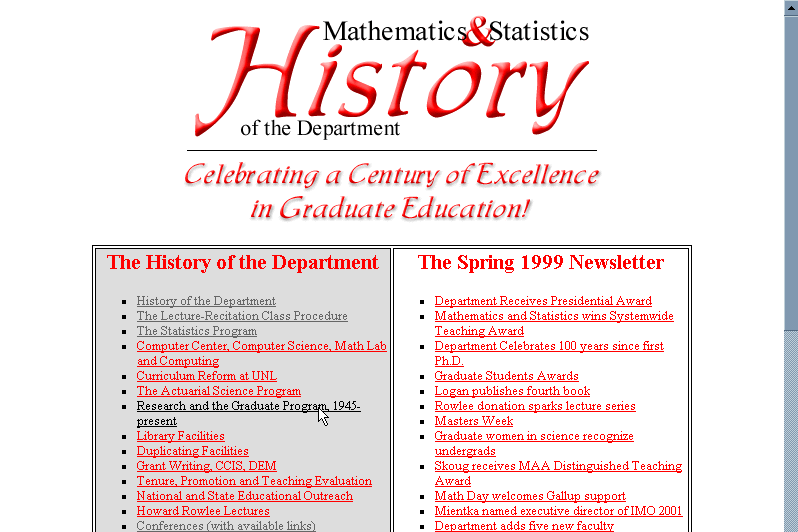 Mathematics & Statistics
History
of the Department
Celebrating a Century of Excellence
in Graduate Education!
The History of the Department
History of the Department
The Lecture-Recitation Class Procedure
The Statistics Program
Computer Center, Computer Science, Math Lab
and Computing
Curriculum Reform at UNL
The Actuarial Science Program
Research and the Graduate Program 1945-
present
Library Facilities
Duplicating Facilities
Grant Writing, CCIS, DEM
Tenure, Promotion and Teaching Evaluation
National and State Educational Outreach
Howard Rowlee Lectures
Conferences (with available links)
The Spring 1999 Newsletter
Department Receives Presidential Award
Mathematics and Statistics wins Systemwide
Teaching Award
Department Celebrates 100 years since first
Ph.D.
Graduate Students Awards
Logan publishes fourth book
Rowlee donation sparks lecture series
Masters Week
Graduate women in science recognize
undergrads
Skoug receives MAA Distinguished Teaching
Award
Math Day welcomes Gallup support
Mientka named executive director of IMO 2001
Department adds five new faculty